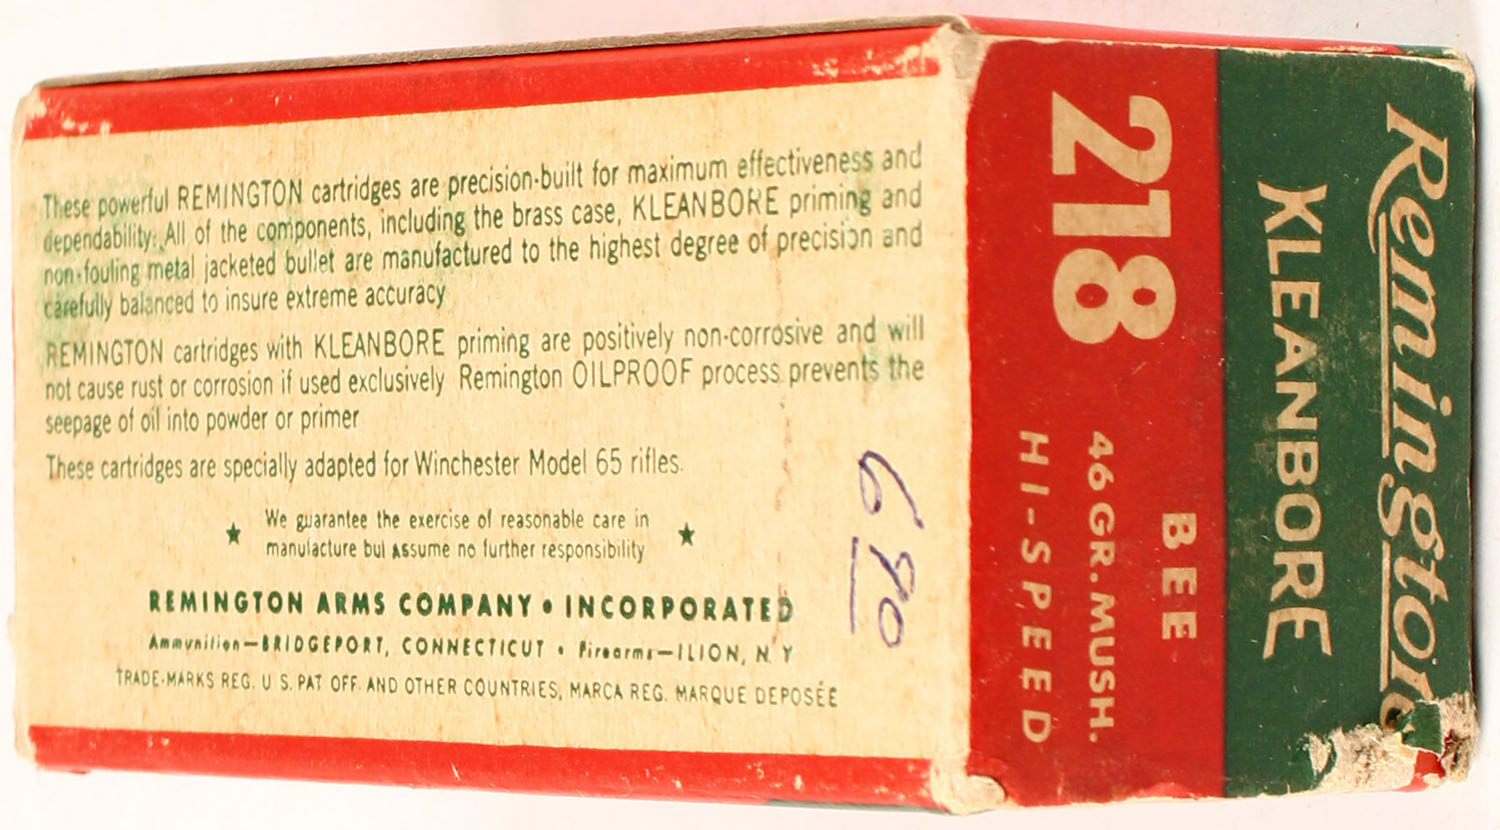 These powerful REMINGTON cartridges are precision-built for maximum effectiveness and
dependability. All of the components, including the brass case, KLEANBORE priming and
non-fouling metal jacketed bullet are manufactured to the highest degree of precision and
carefully balanced to insure extreme accuracy
REMINGTON cartridges with KLEANBORE priming are positively non-corrosive and will
not cause rust or corrosion if used exclusively Remington OILPROOF process prevents the
seepage of oil into powder or primer
These cartridges are specially adapted for Winchester Model 65 rifles.
We guarantee the exercise of reasonable care in
manufacture but assume no further responsibility
REMINGTON ARMS COMPANY • INCORPORATED
Ammunition—BRIDGEPORT, CONNECTICUT • Firearms—ILION, N. Y
TRADE-MARKS REG. U S. PAT OFF. AND OTHER COUNTRIES, MARCA REG. MARQUE DEPOSÉE
690
Remington
KLEANBORE
218
BEE
46 GR. MUSH.
HI-SPEED